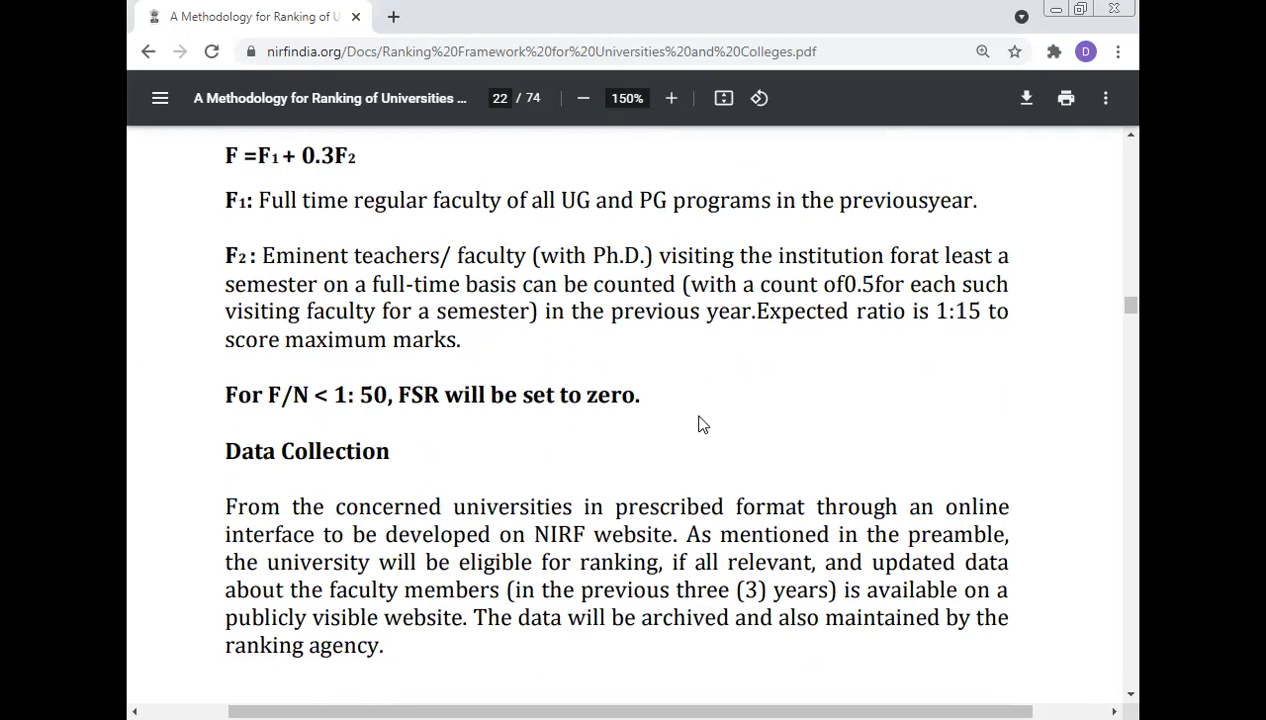 A Methodology for Ranking of U
nirfindia.org/Docs/Ranking%20Framework%20for%20Universities%20and%20Colleges.pdf
D
A Methodology for Ranking of Universities ...
22 / 74
150%
F =F1 + 0.3F2
F1: Full time regular faculty of all UG and PG programs in the previousyear.
F2 : Eminent teachers/ faculty (with Ph.D.) visiting the institution forat least a
semester on a full-time basis can be counted (with a count of0.5for each such
visiting faculty for a semester) in the previous year.Expected ratio is 1:15 to
score maximum marks.
For F/N < 1: 50, FSR will be set to zero.
Data Collection
From the concerned universities in prescribed format through an online
interface to be developed on NIRF website. As mentioned in the preamble,
the university will be eligible for ranking, if all relevant, and updated data
about the faculty members (in the previous three (3) years) is available on a
publicly visible website. The data will be archived and also maintained by the
ranking agency.